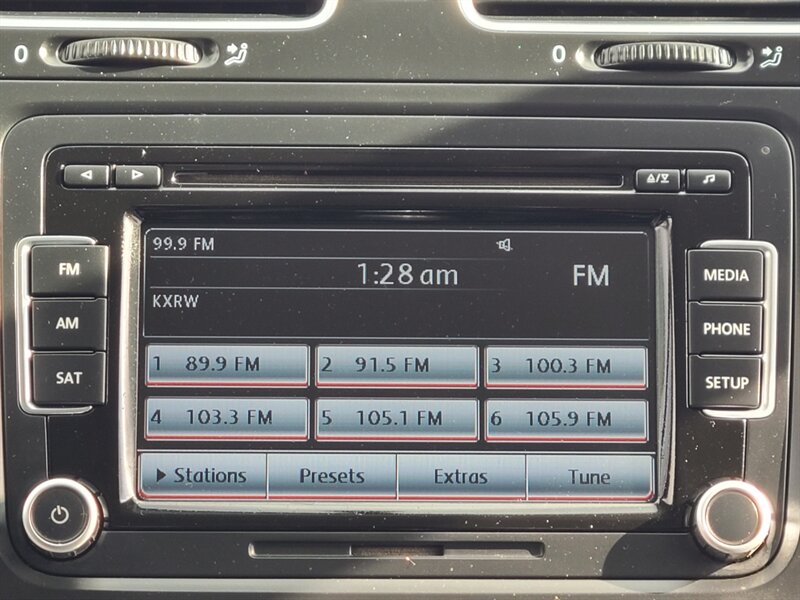 0 0
99.9 FM
1:28 am FM
KXRW
FM MEDIA
AM PHONE
SAT SETUP
1 89.9 FM 2 91.5 FM 3 100.3 FM
4 103.3 FM 5 105.1 FM 6 105.9 FM
Stations Presets Extras Tune